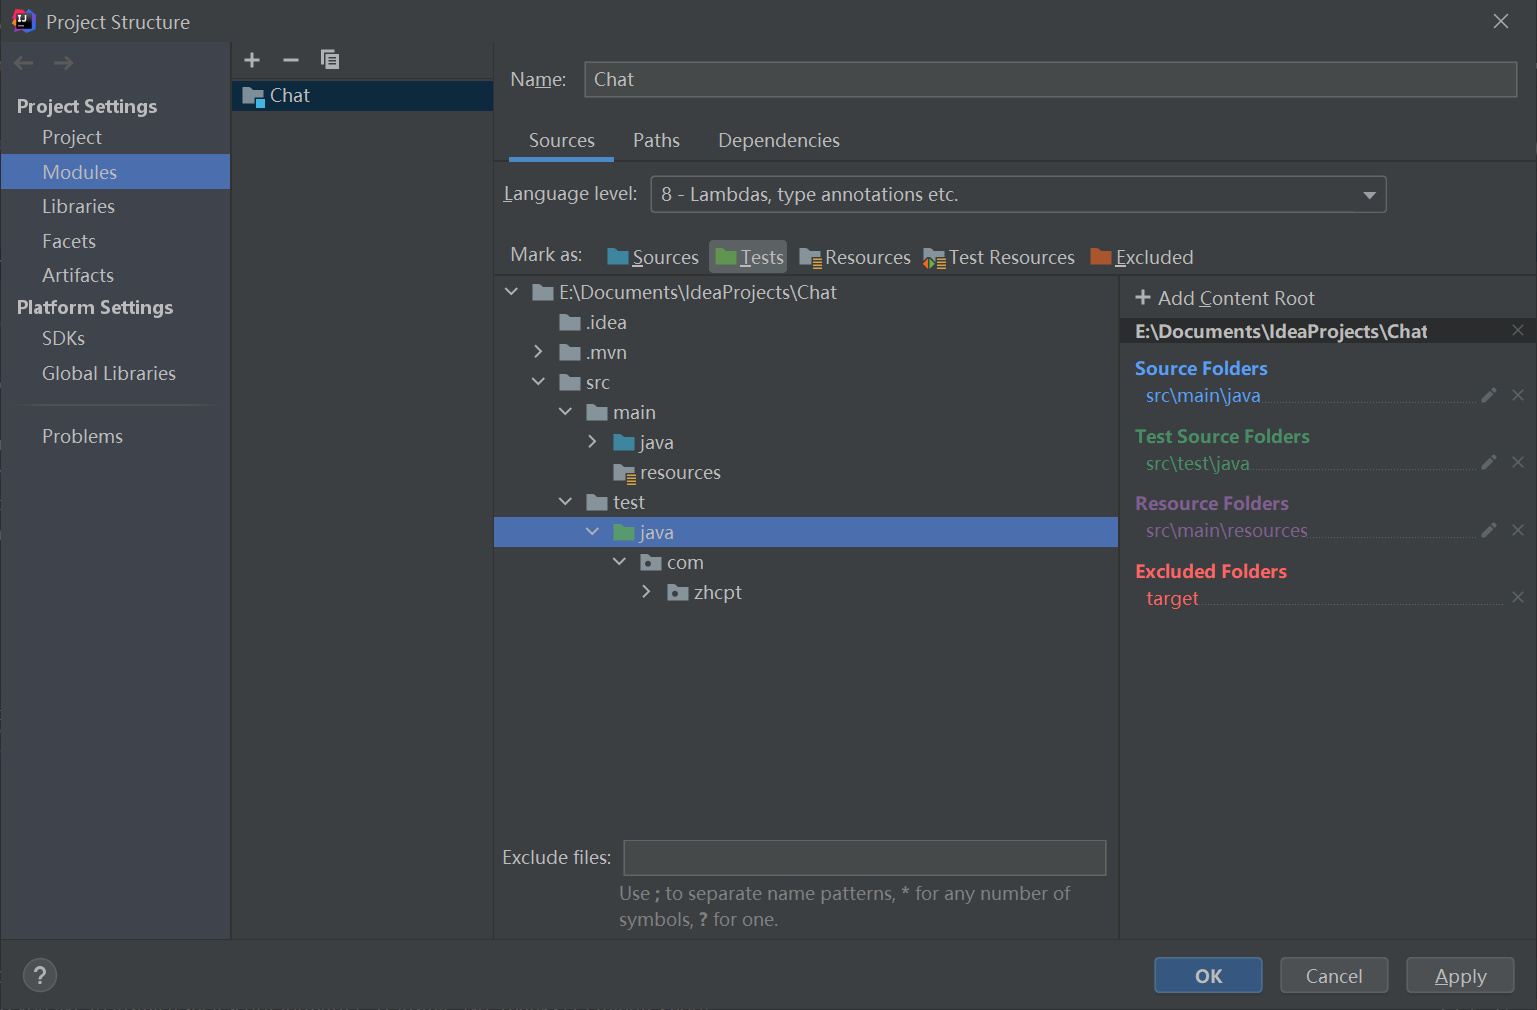 Project Structure
Project Settings
Project
Modules
Libraries
Facets
Artifacts
Platform Settings
SDKs
Global Libraries
Problems
Chat
Name: Chat
Sources Paths Dependencies
Language level: 8 - Lambdas, type annotations etc.
Mark as: Sources Tests Resources Test Resources Excluded
E:\Documents\IdeaProjects\Chat
.idea
.mvn
src
main
java
resources
test
java
com
zhcpt
Exclude files:
Use ; to separate name patterns, * for any number of
symbols, ? for one.
+ Add Content Root
E:\Documents\IdeaProjects\Chat
Source Folders
src\main\java
Test Source Folders
src\test\java
Resource Folders
src\main\resources
Excluded Folders
target
?
OK Cancel Apply